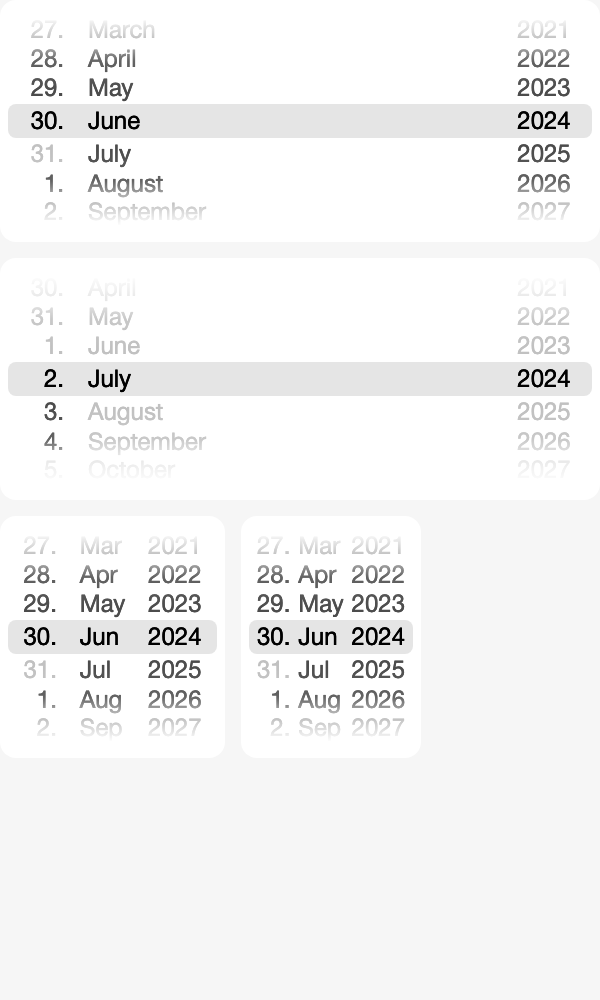 27. March 2021
28. April 2022
29. May 2023
30. June 2024
31. July 2025
1. August 2026
2. September 2027
30. April 2021
31. May 2022
1. June 2023
2. July 2024
3. August 2025
4. September 2026
5. October 2027
27. Mar 2021
28. Apr 2022
29. May 2023
30. Jun 2024
31. Jul 2025
1. Aug 2026
2. Sep 2027
27. Mar 2021
28. Apr 2022
29. May 2023
30. Jun 2024
31. Jul 2025
1. Aug 2026
2. Sep 2027